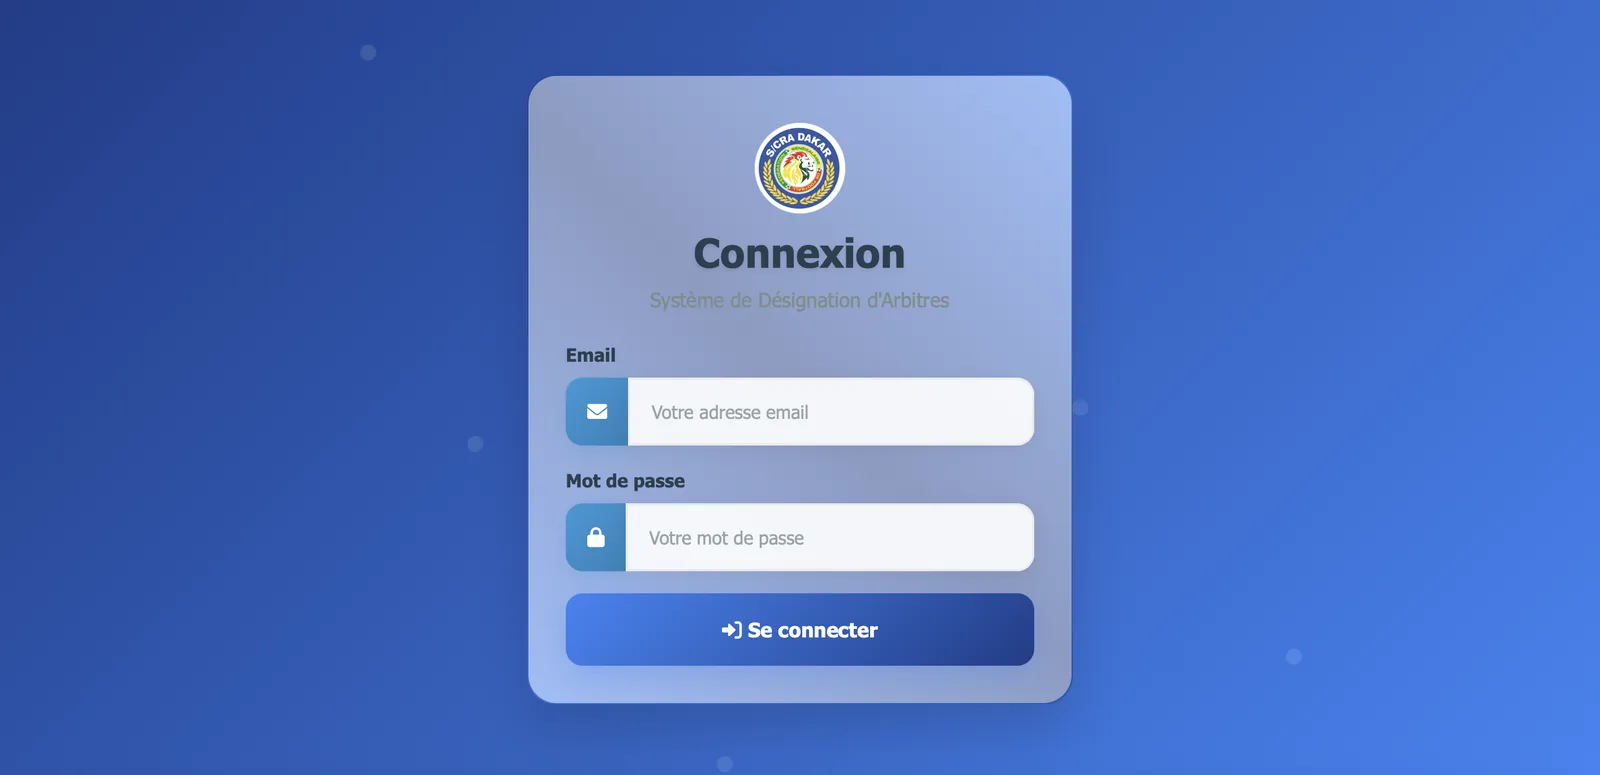 S/CRA DAKAR
Connexion
Système de Désignation d'Arbitres
Email
Votre adresse email
Mot de passe
Votre mot de passe
Se connecter